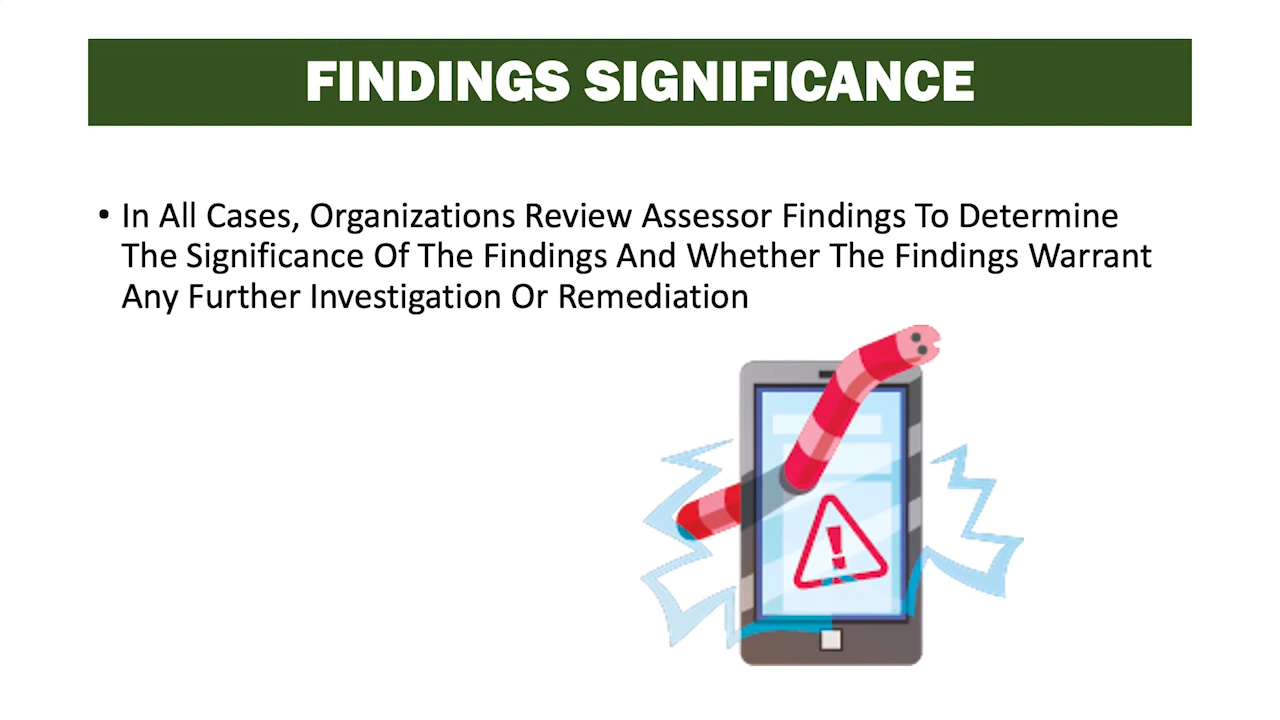 FINDINGS SIGNIFICANCE
• In All Cases, Organizations Review Assessor Findings To Determine
The Significance Of The Findings And Whether The Findings Warrant
Any Further Investigation Or Remediation
!